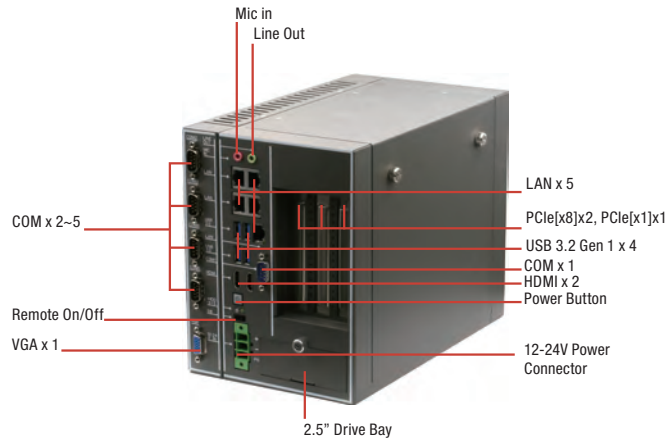 Mic in
Line Out
LAN x 5
PCIe[x8]x2, PCIe[x1]x1
COM x 2~5
USB 3.2 Gen 1 x 4
COM x 1
HDMI x 2
Power Button
Remote On/Off
VGA x 1
12-24V Power
Connector
2.5” Drive Bay